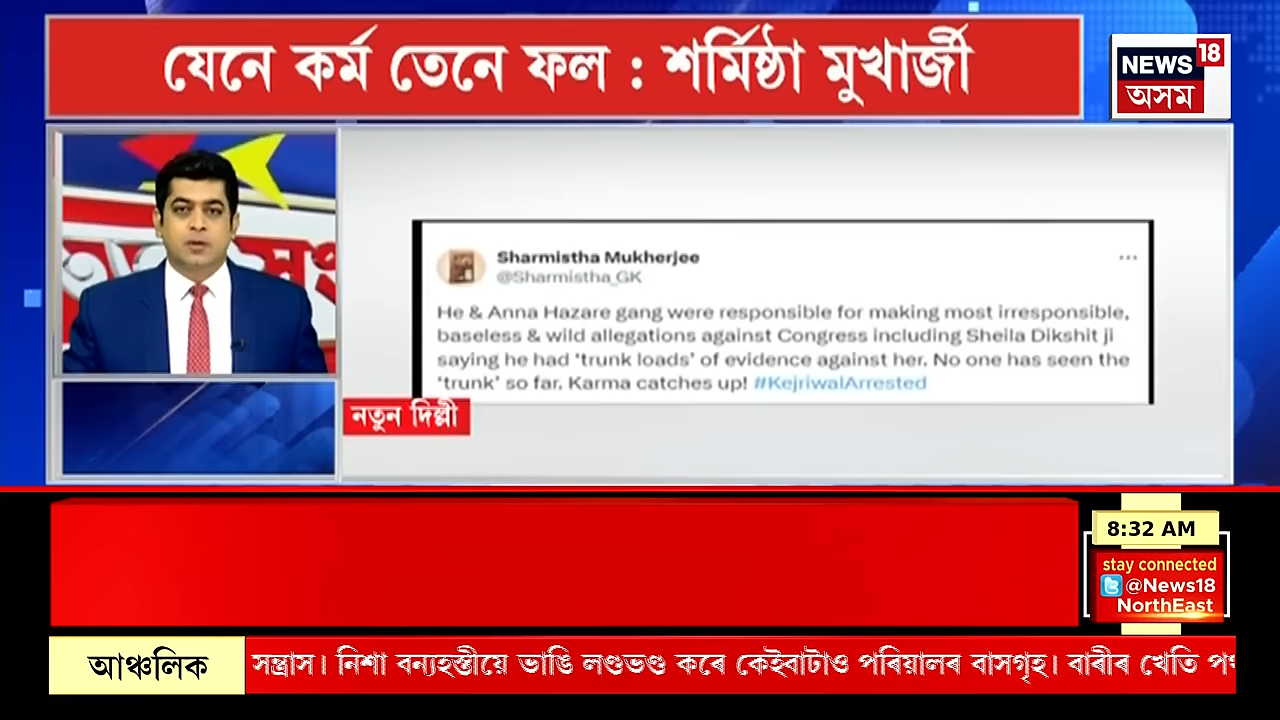 যেনে কৰ্ম তেনে ফল : শৰ্মিষ্ঠা মুখাৰ্জী
NEWS 18
অসম
Sharmistha Mukherjee
@Sharmistha_GK
He & Anna Hazare gang were responsible for making most irresponsible,
baseless & wild allegations against Congress including Sheila Dikshit ji
saying he had ‘trunk loads’ of evidence against her. No one has seen the
‘trunk’ so far. Karma catches up! #KejriwalArrested
নতুন দিল্লী
8:32 AM
stay connected
@News18
NorthEast
আঞ্চলিক
সন্ত্ৰাস। নিশা বন্যহস্তীয়ে ভাঙি লণ্ডভণ্ড কৰে কেইবাটাও পৰিয়ালৰ বাসগৃহ। বাৰীৰ খেতি